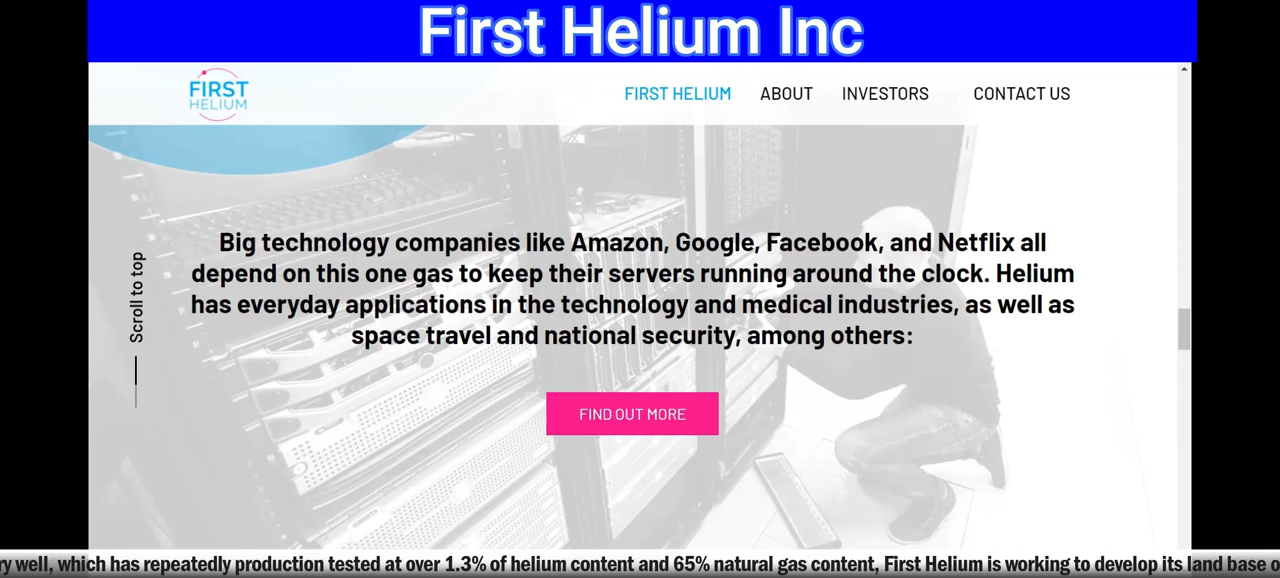 First Helium Inc
FIRST
HELIUM
FIRST HELIUM
ABOUT
INVESTORS
CONTACT US
Scroll to top
Big technology companies like Amazon, Google, Facebook, and Netflix all
depend on this one gas to keep their servers running around the clock. Helium
has everyday applications in the technology and medical industries, as well as
space travel and national security, among others:
FIND OUT MORE
well, which has repeatedly production tested at over 1.3% of helium content and 65% natural gas content, First Helium is working to develop its land base